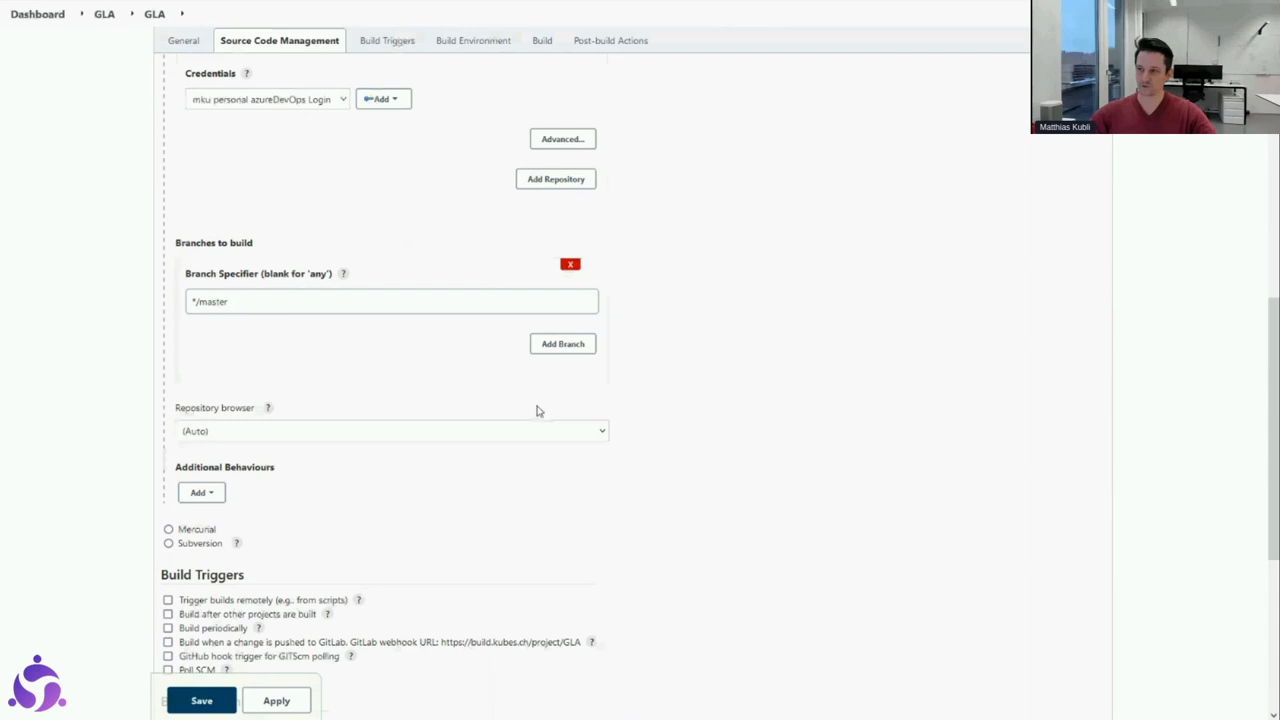 Dashboard GLA GLA
General Source Code Management Build Triggers Build Environment Build Post-build Actions
Matthias Kubli
Credentials ?
mku personal azureDevOps Login Add
Advanced...
Add Repository
Branches to build
X
Branch Specifier (blank for 'any') ?
*/master
Add Branch
Repository browser ?
(Auto)
Additional Behaviours
Add
Mercurial
Subversion ?
Build Triggers
Trigger builds remotely (e.g., from scripts) ?
Build after other projects are built ?
Build periodically ?
Build when a change is pushed to GitLab. GitLab webhook URL: https://build.kubes.ch/project/GLA ?
GitHub hook trigger for GITScm polling ?
Poll SCM ?
Save Apply